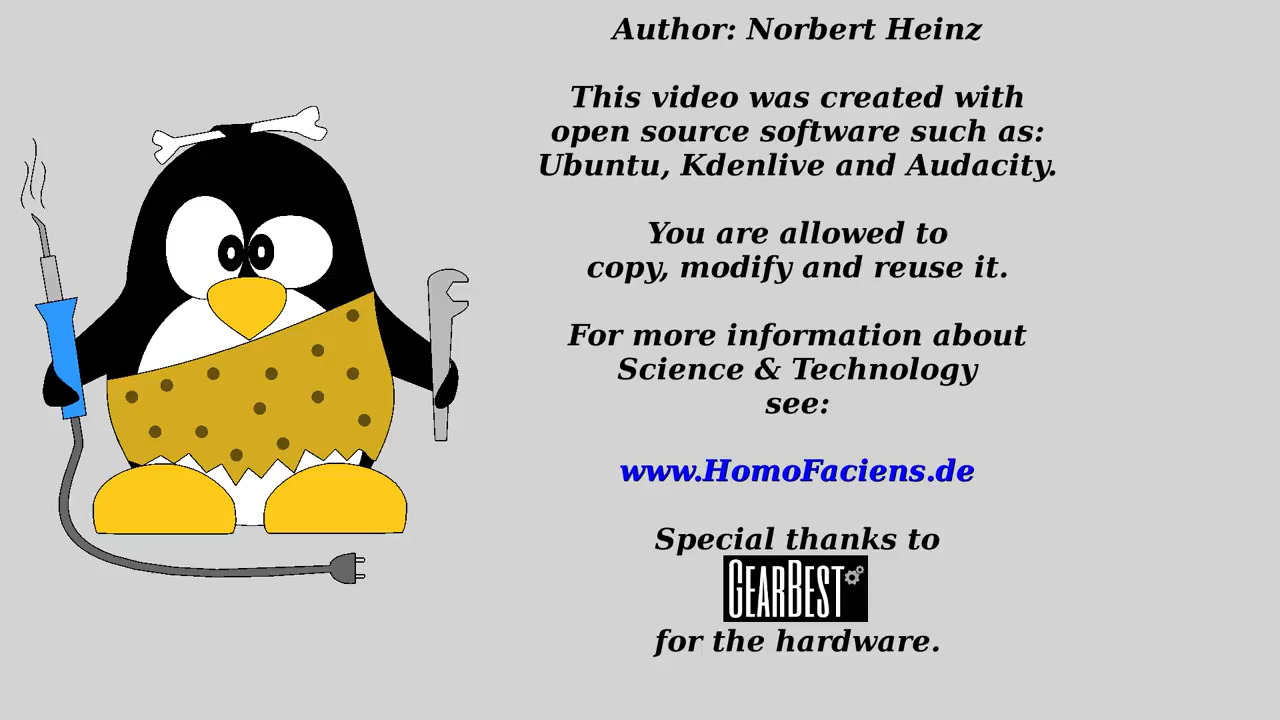 Author: Norbert Heinz
This video was created with
open source software such as:
Ubuntu, Kdenlive and Audacity.
You are allowed to
copy, modify and reuse it.
For more information about
Science & Technology
see:
www.HomoFaciens.de
Special thanks to
GEARBEST
for the hardware.